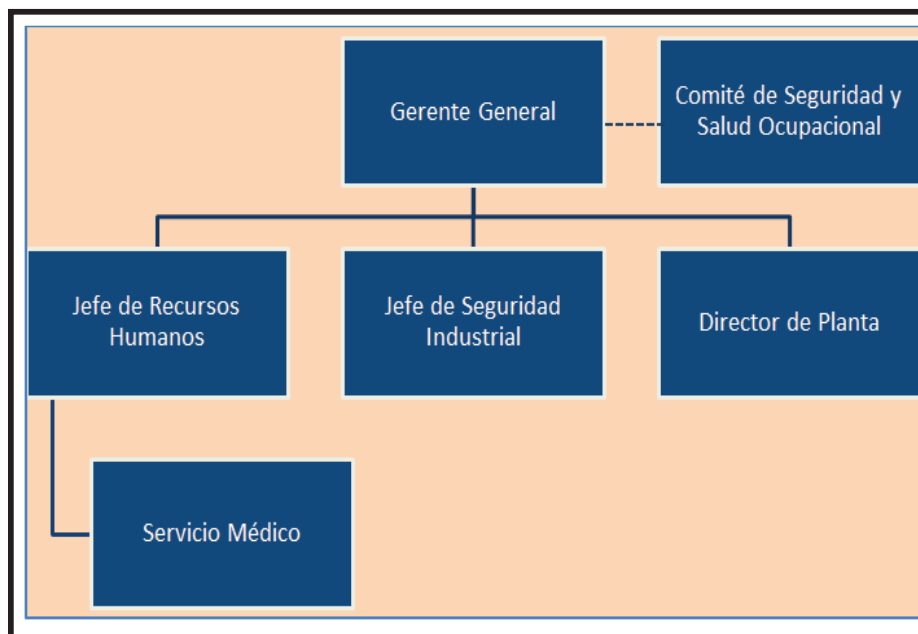 Gerente General
Comité de Seguridad y
Salud Ocupacional
Jefe de Recursos
Humanos
Jefe de Seguridad
Industrial
Director de Planta
Servicio Médico